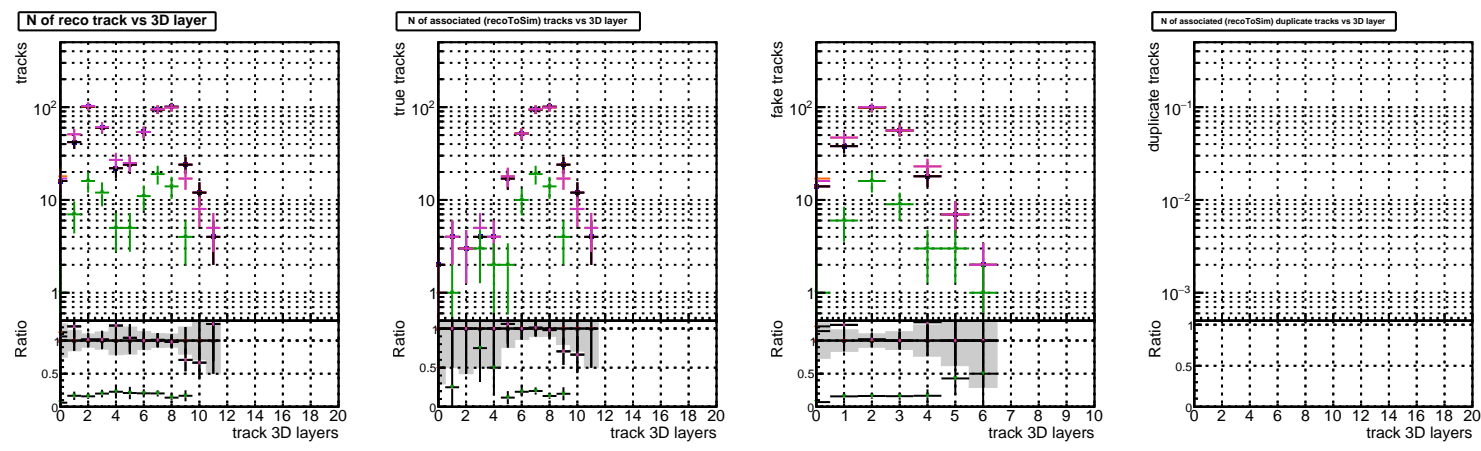 N of reco track vs 3D layer
tracks
10²
10
1
Ratio
1
0.5
0
0 2 4 6 8 10 12 14 16 18 20
track 3D layers
N of associated (recoToSim) tracks vs 3D layer
true tracks
10²
10
1
Ratio
1
0.5
0
0 2 4 6 8 10 12 14 16 18 20
track 3D layers
fake tracks
10²
10
1
Ratio
1
0.5
0
0 1 2 3 4 5 6 7 8 9 10
track 3D layers
N of associated (recoToSim) duplicate tracks vs 3D layer
duplicate tracks
10⁻¹
10⁻²
10⁻³
Ratio
1
0.5
0
0 2 4 6 8 10 12 14 16 18 20
track 3D layers